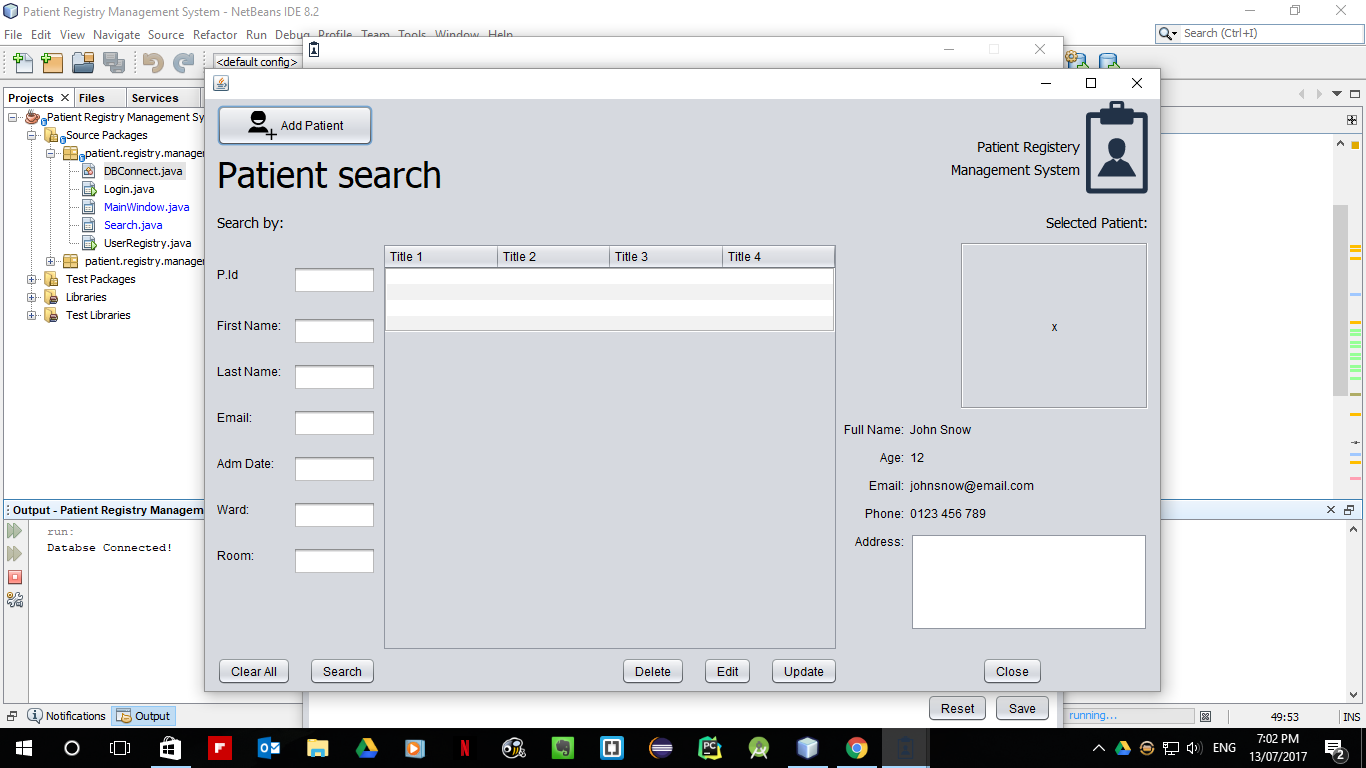 Patient Registry Management System - NetBeans IDE 8.2
File Edit View Navigate Source Refactor Run Debug Profile Team Tools Window Help
Search (Ctrl+I)
<default config>
Projects Files Services
Patient Registry Management Sy
Source Packages
patient.registry.manager
DBConnect.java
Login.java
MainWindow.java
Search.java
UserRegistry.java
patient.registry.manager
Test Packages
Libraries
Test Libraries
Add Patient
Patient search
Patient Registery
Management System
Search by:
Selected Patient:
Title 1 Title 2 Title 3 Title 4
P.Id
First Name:
Last Name:
Email:
Adm Date:
Ward:
Room:
x
Full Name: John Snow
Age: 12
Email: johnsnow@email.com
Phone: 0123 456 789
Address:
Clear All Search Delete Edit Update Close
Reset Save
Output - Patient Registry Managem
run:
Databse Connected!
Notifications Output
running...
49:53 INS
ENG
7:02 PM
13/07/2017
2